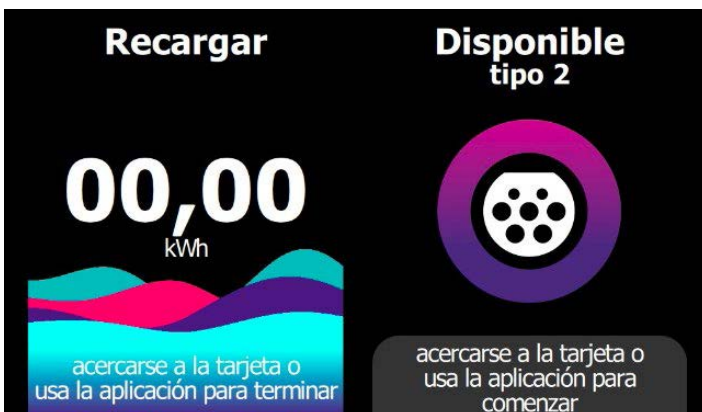 Recargar
00,00
kWh
acercarse a la tarjeta o
usa la aplicación para terminar
Disponible
tipo 2
acercarse a la tarjeta o
usa la aplicación para
comenzar